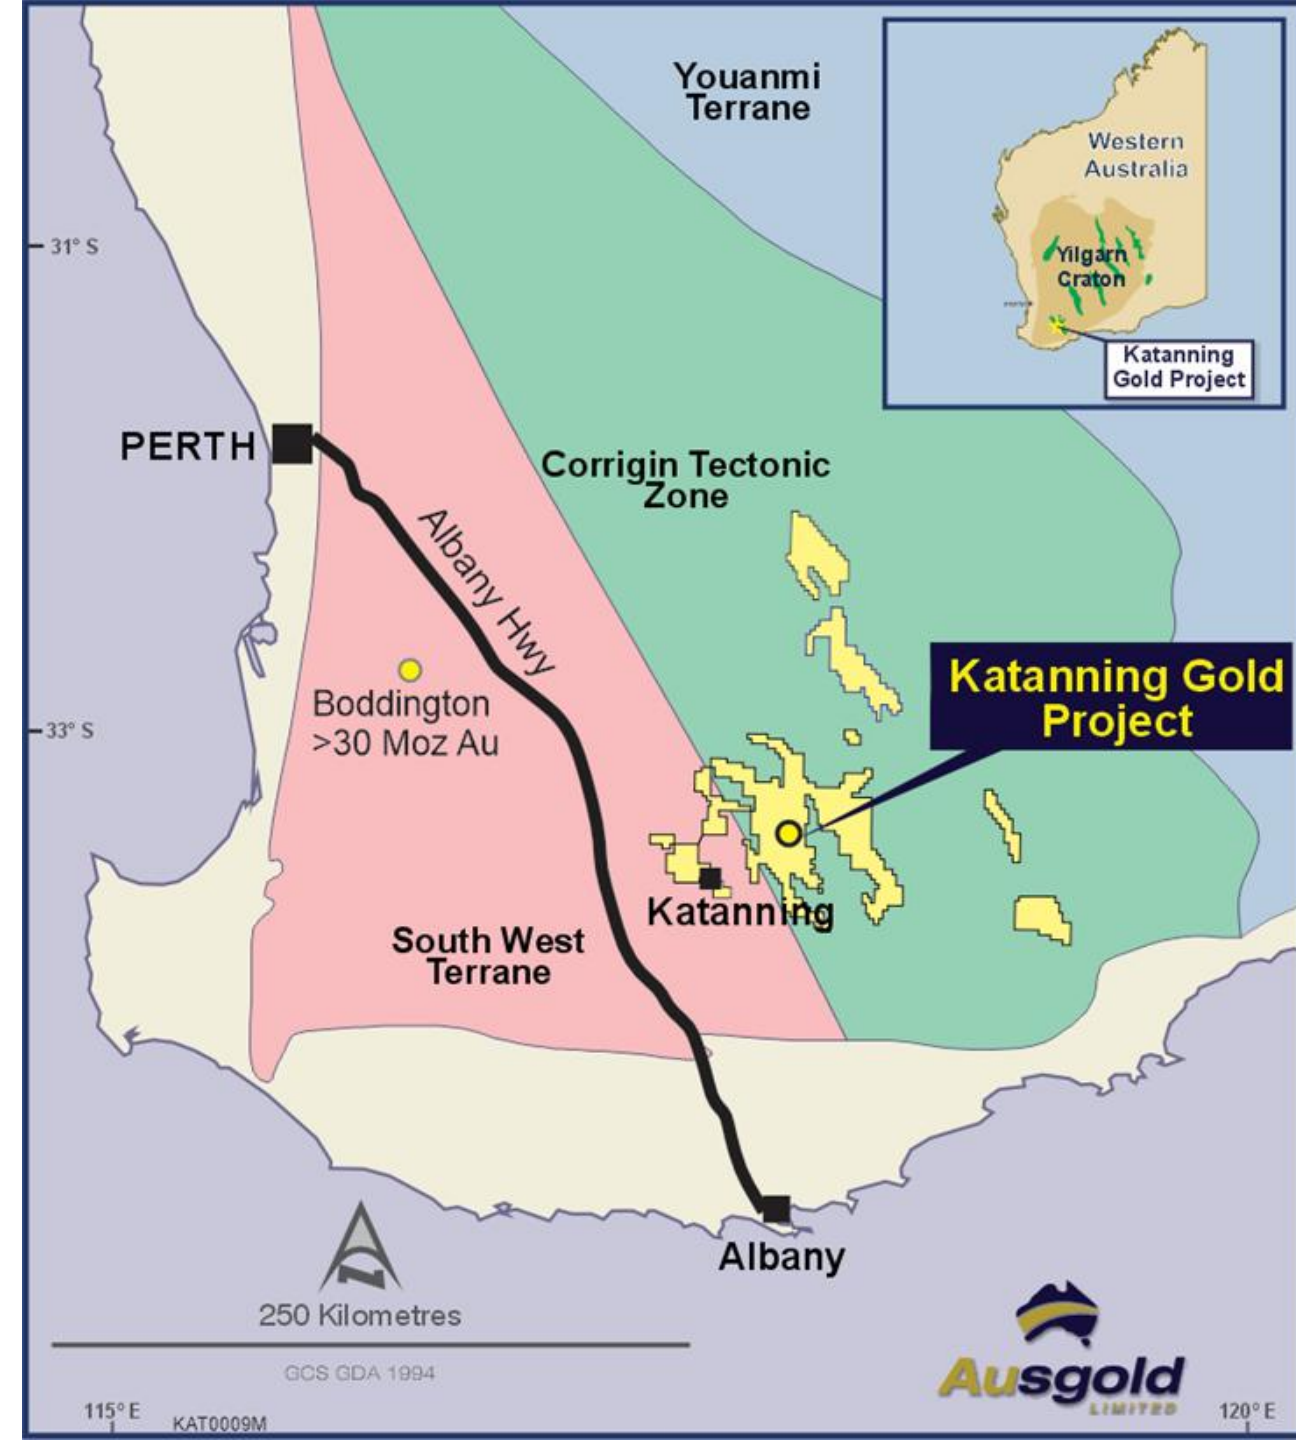 Youanmi
Terrane
Western
Australia
Yilgarn
Craton
Katanning
Gold Project
31° S
PERTH
Corrigin Tectonic
Zone
Albany Hwy
Katanning Gold
Project
Boddington
>30 Moz Au
33° S
Katanning
South West
Terrane
Albany
250 Kilometres
GCS GDA 1994
Ausgold
LIMITED
115° E
KAT0009M
120° E